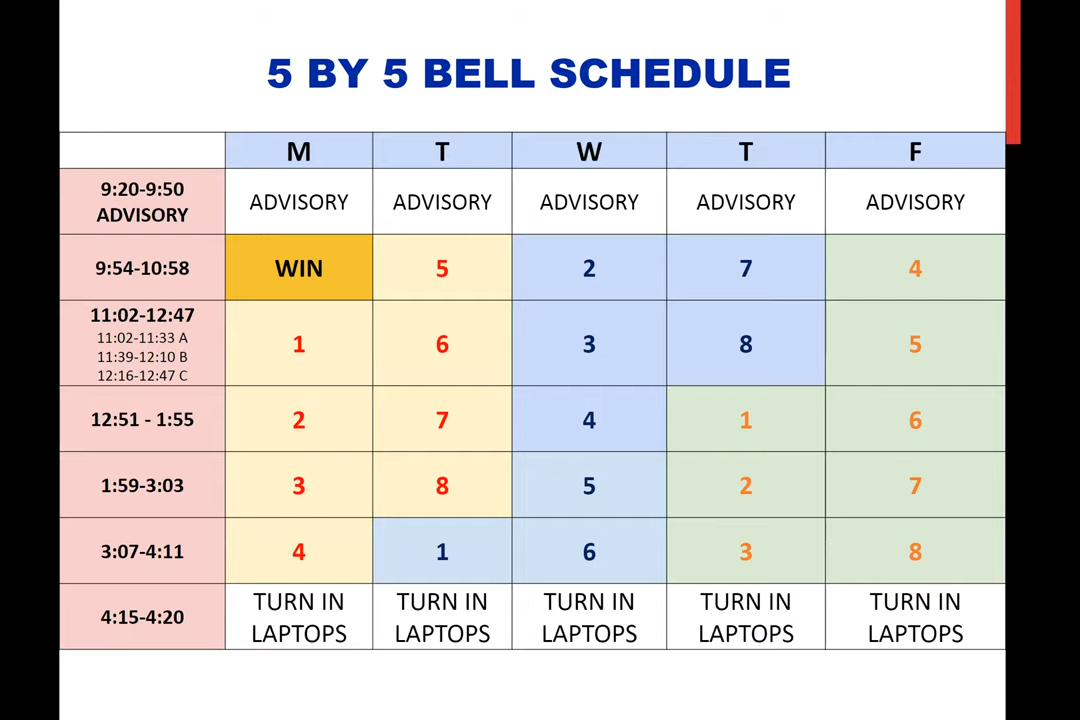 5 BY 5 BELL SCHEDULE
M T W T F
9:20-9:50
ADVISORY
ADVISORY ADVISORY ADVISORY ADVISORY ADVISORY
9:54-10:58 WIN 5 2 7 4
11:02-12:47
11:02-11:33 A
11:39-12:10 B
12:16-12:47 C
1 6 3 8 5
12:51 - 1:55 2 7 4 1 6
1:59-3:03 3 8 5 2 7
3:07-4:11 4 1 6 3 8
4:15-4:20
TURN IN TURN IN TURN IN TURN IN TURN IN
LAPTOPS LAPTOPS LAPTOPS LAPTOPS LAPTOPS